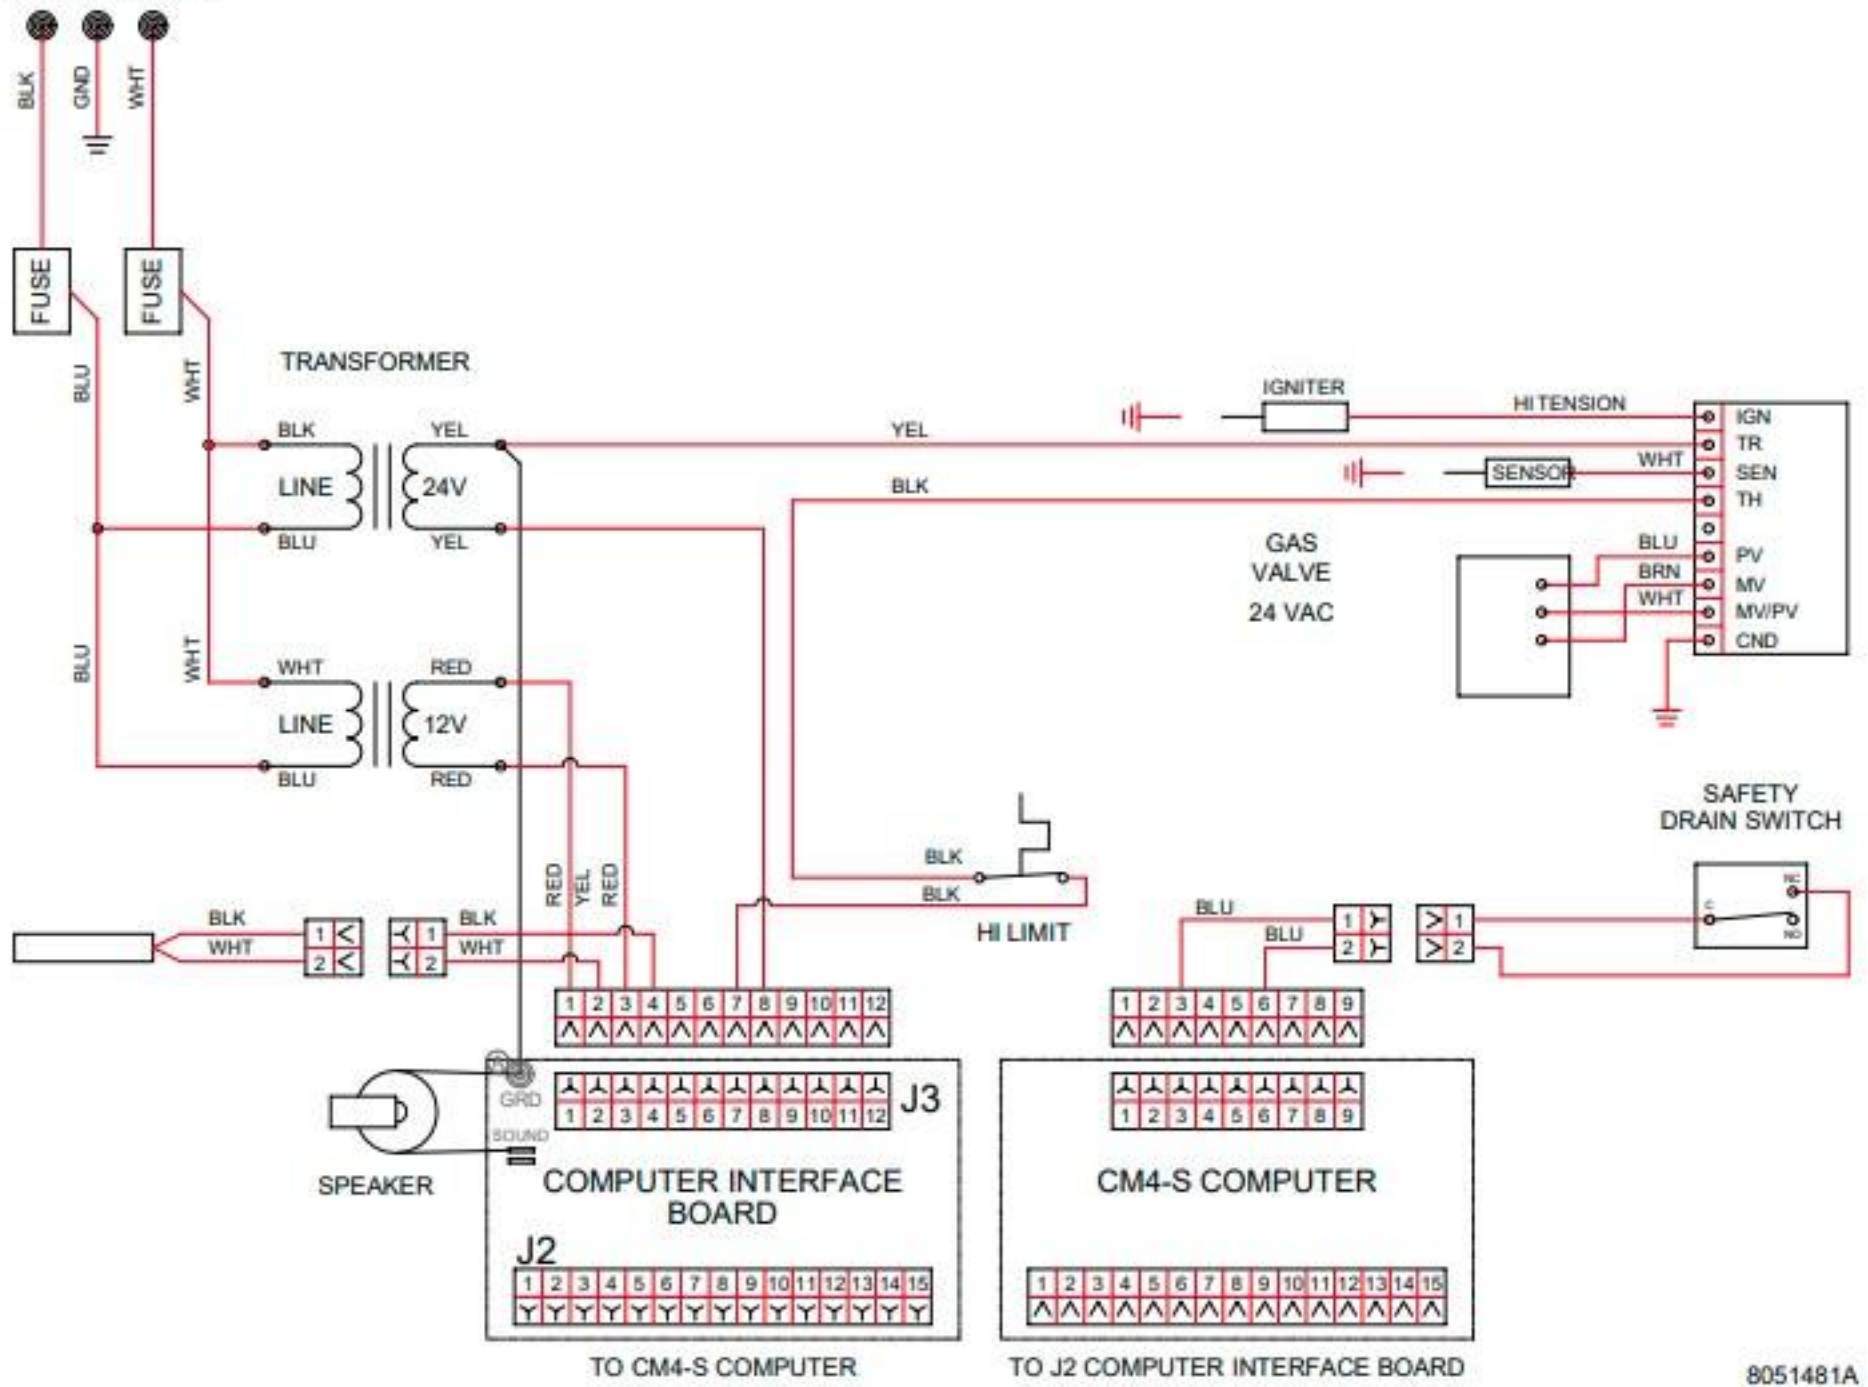 BLK
GND
WHT
FUSE
FUSE
BLU
WHT
TRANSFORMER
BLK
YEL
LINE
24V
BLU
YEL
BLU
WHT
WHT
RED
LINE
12V
BLU
RED
YEL
BLK
IGNITER
HI TENSION
WHT
SENSOR
IGN
TR
SEN
TH
PV
MV
MV/PV
CND
GAS
VALVE
24 VAC
BLU
BRN
WHT
SAFETY
DRAIN SWITCH
NC
C
NO
BLK
BLK
HI LIMIT
RED
YEL
RED
BLK
WHT
1
2
1
2
BLK
WHT
BLU
BLU
1
2
1
2
1 2 3 4 5 6 7 8 9 10 11 12
1 2 3 4 5 6 7 8 9
A
GRD
SOUND
1 2 3 4 5 6 7 8 9 10 11 12
J3
1 2 3 4 5 6 7 8 9
SPEAKER
COMPUTER INTERFACE
BOARD
CM4-S COMPUTER
J2
1 2 3 4 5 6 7 8 9 10 11 12 13 14 15
1 2 3 4 5 6 7 8 9 10 11 12 13 14 15
TO CM4-S COMPUTER
TO J2 COMPUTER INTERFACE BOARD
8051481A